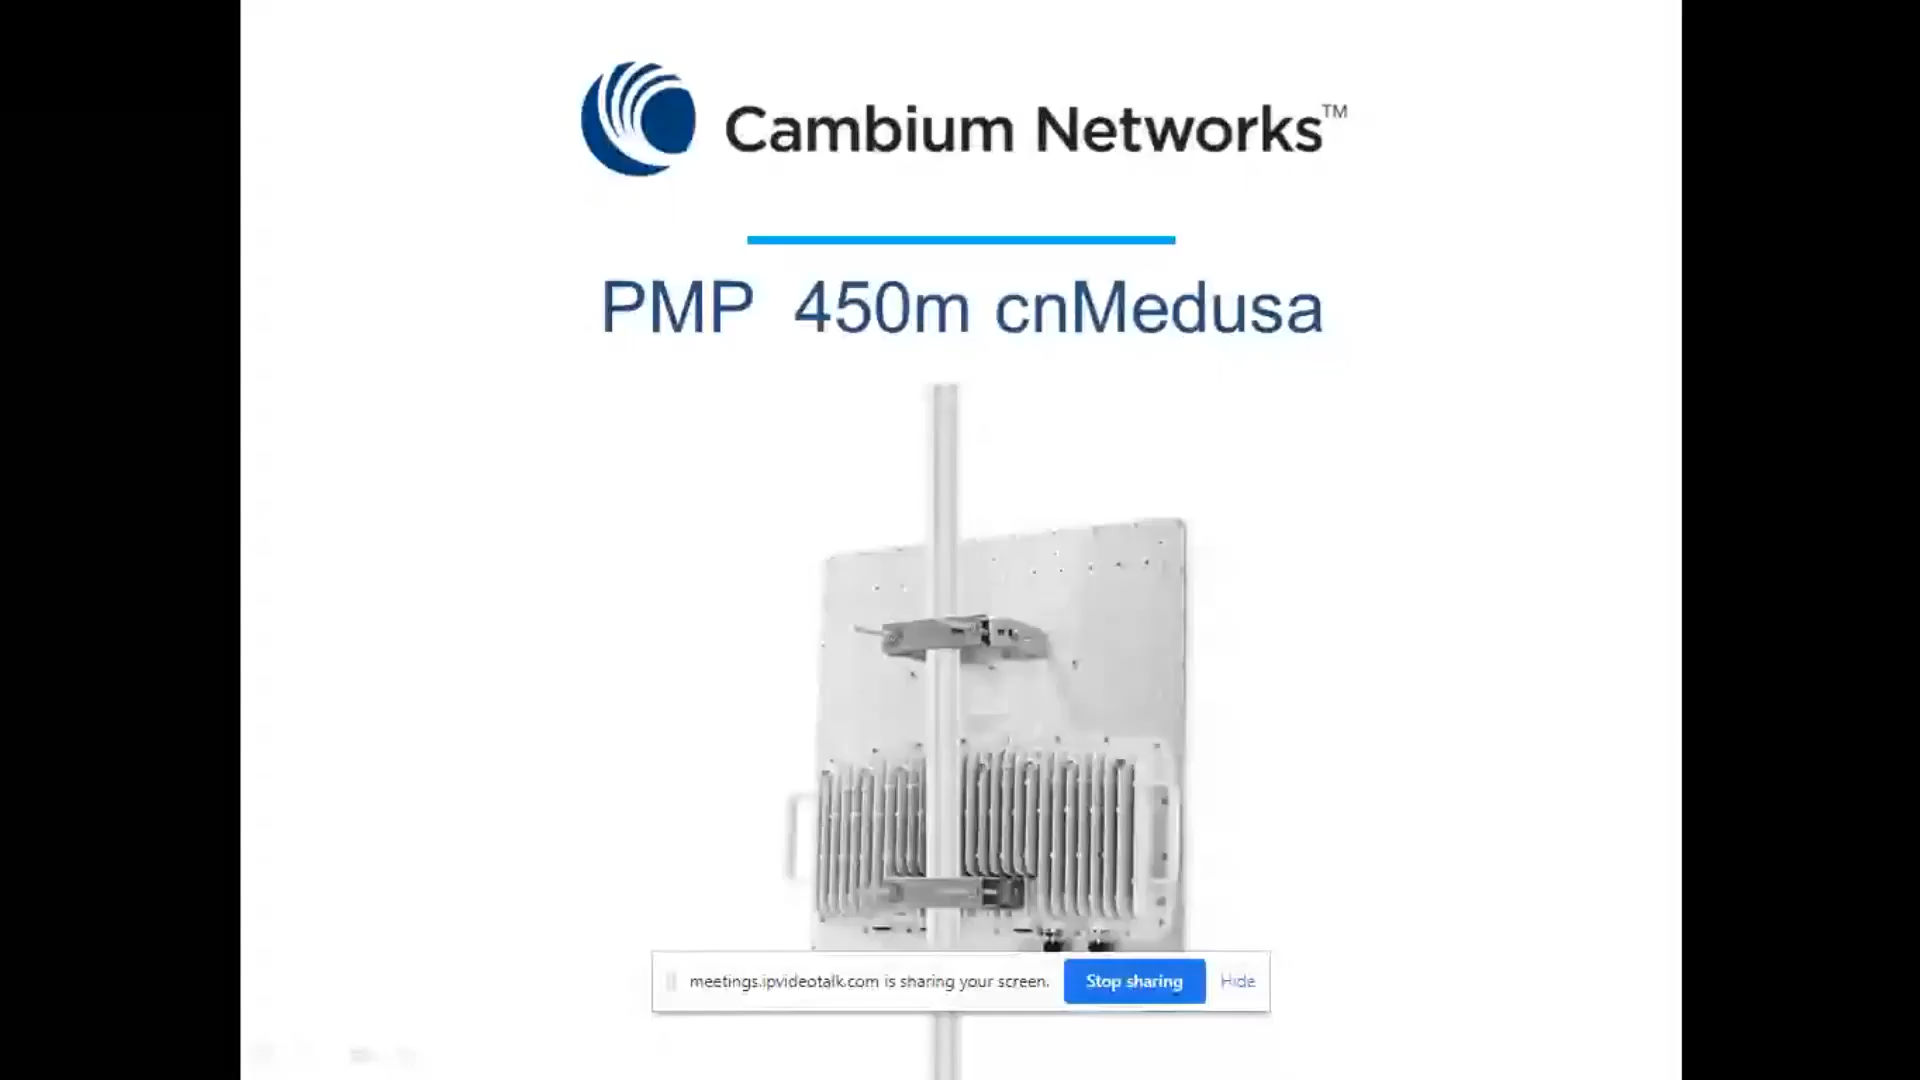 Cambium Networks™
PMP 450m cnMedusa
meetings.ipvideotalk.com is sharing your screen. Stop sharing Hide